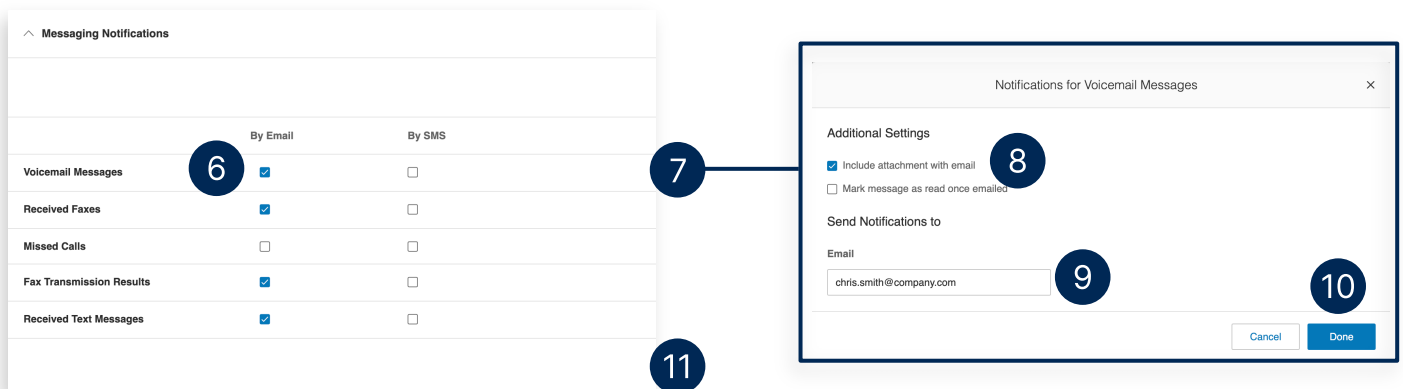 Messaging Notifications
By Email By SMS
6
Voicemail Messages
Received Faxes
Missed Calls
Fax Transmission Results
Received Text Messages
7
11
Notifications for Voicemail Messages
Additional Settings
8
Include attachment with email
Mark message as read once emailed
Send Notifications to
Email
chris.smith@company.com
9
10
Cancel Done